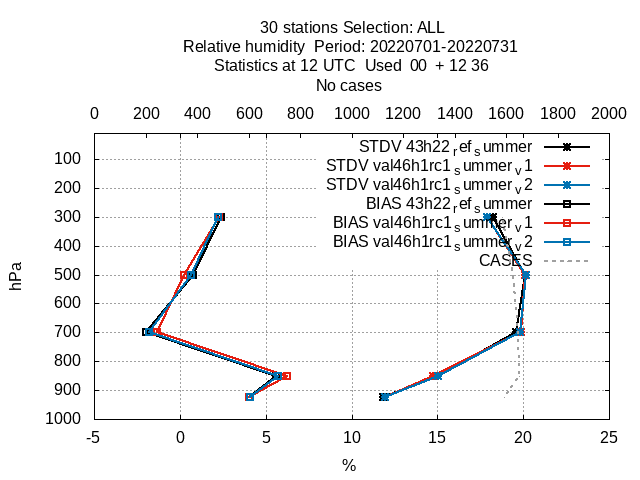 30 stations Selection: ALL
Relative humidity  Period: 20220701-20220731
Statistics at 12 UTC  Used  00  + 12 36
No cases
0 200 400 600 800 1000 1200 1400 1600 1800 2000
STDV 43h22_ref_summer
STDV val46h1rc1_summer_v1
STDV val46h1rc1_summer_v2
BIAS 43h22_ref_summer
BIAS val46h1rc1_summer_v1
BIAS val46h1rc1_summer_v2
CASES
100
200
300
400
500
600
700
800
900
1000
hPa
-5 0 5 10 15 20 25
%